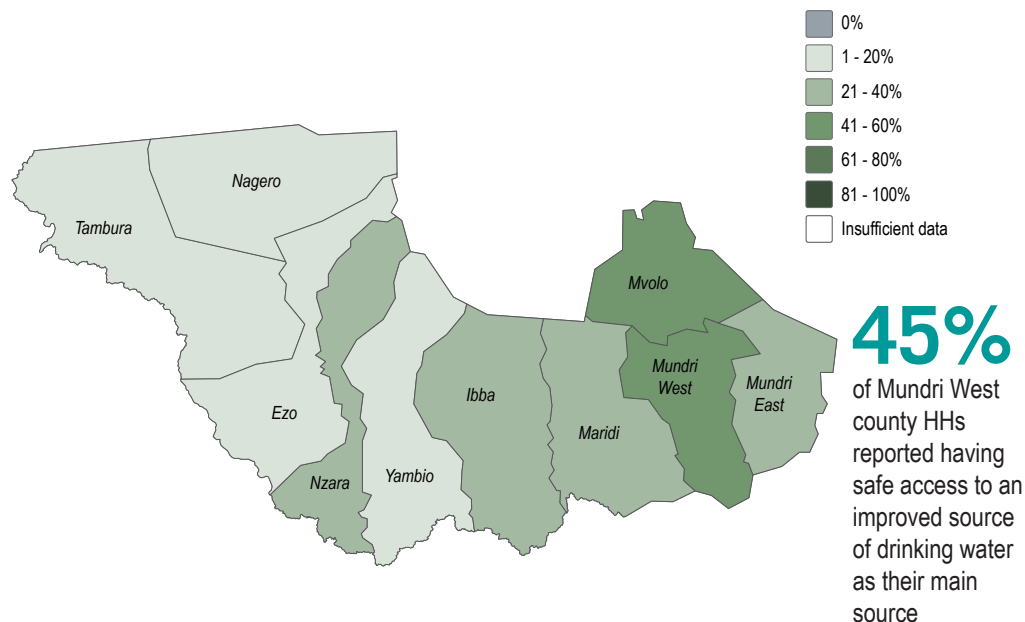 0%
1 - 20%
21 - 40%
41 - 60%
61 - 80%
81 - 100%
Insufficient data
Nagero
Tambura
Mvolo
Mundri
West
Mundri
East
Ibba
Ezo
Maridi
Yambio
Nzara
45%
of Mundri West
county HHs
reported having
safe access to an
improved source
of drinking water
as their main
source